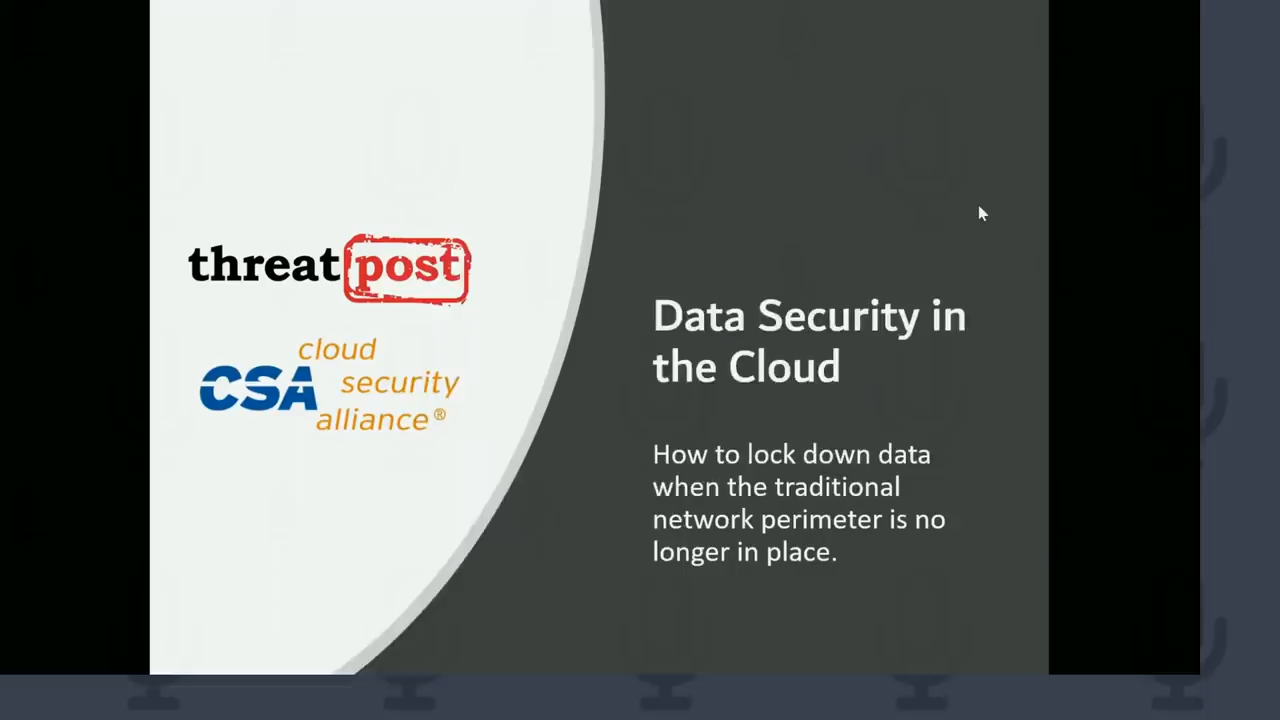 threatpost
cloud
CSA security
alliance®
Data Security in
the Cloud
How to lock down data
when the traditional
network perimeter is no
longer in place.